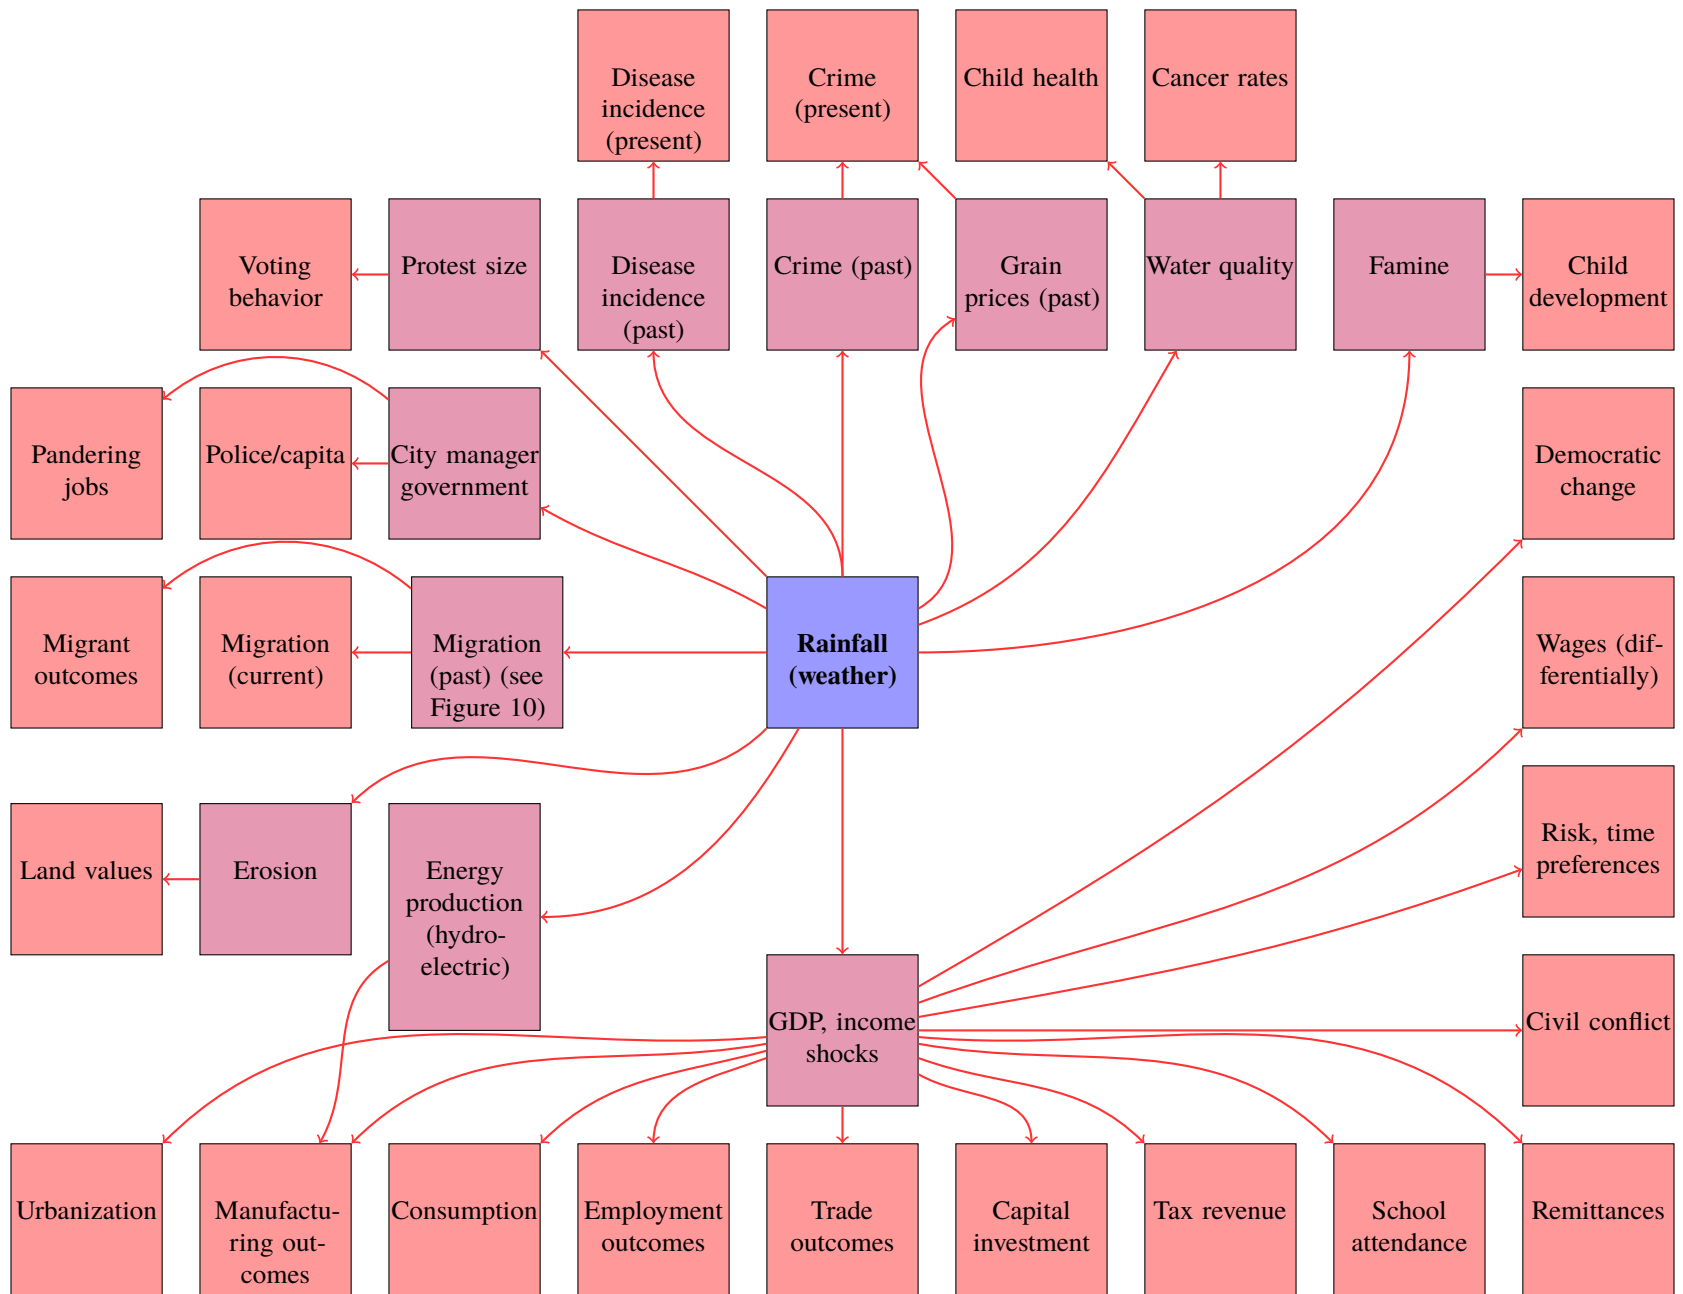 Disease
incidence
(present)
Crime
(present)
Child health
Cancer rates
Voting
behavior
Protest size
Disease
incidence
(past)
Crime (past)
Grain
prices (past)
Water quality
Famine
Child
development
Pandering
jobs
Police/capita
City manager
government
Democratic
change
Migrant
outcomes
Migration
(current)
Migration
(past) (see
Figure 10)
Rainfall
(weather)
Wages (dif-
ferentially)
Land values
Erosion
Energy
production
(hydro-
electric)
Risk, time
preferences
GDP, income
shocks
Civil conflict
Urbanization
Manufactu-
ring out-
comes
Consumption
Employment
outcomes
Trade
outcomes
Capital
investment
Tax revenue
School
attendance
Remittances